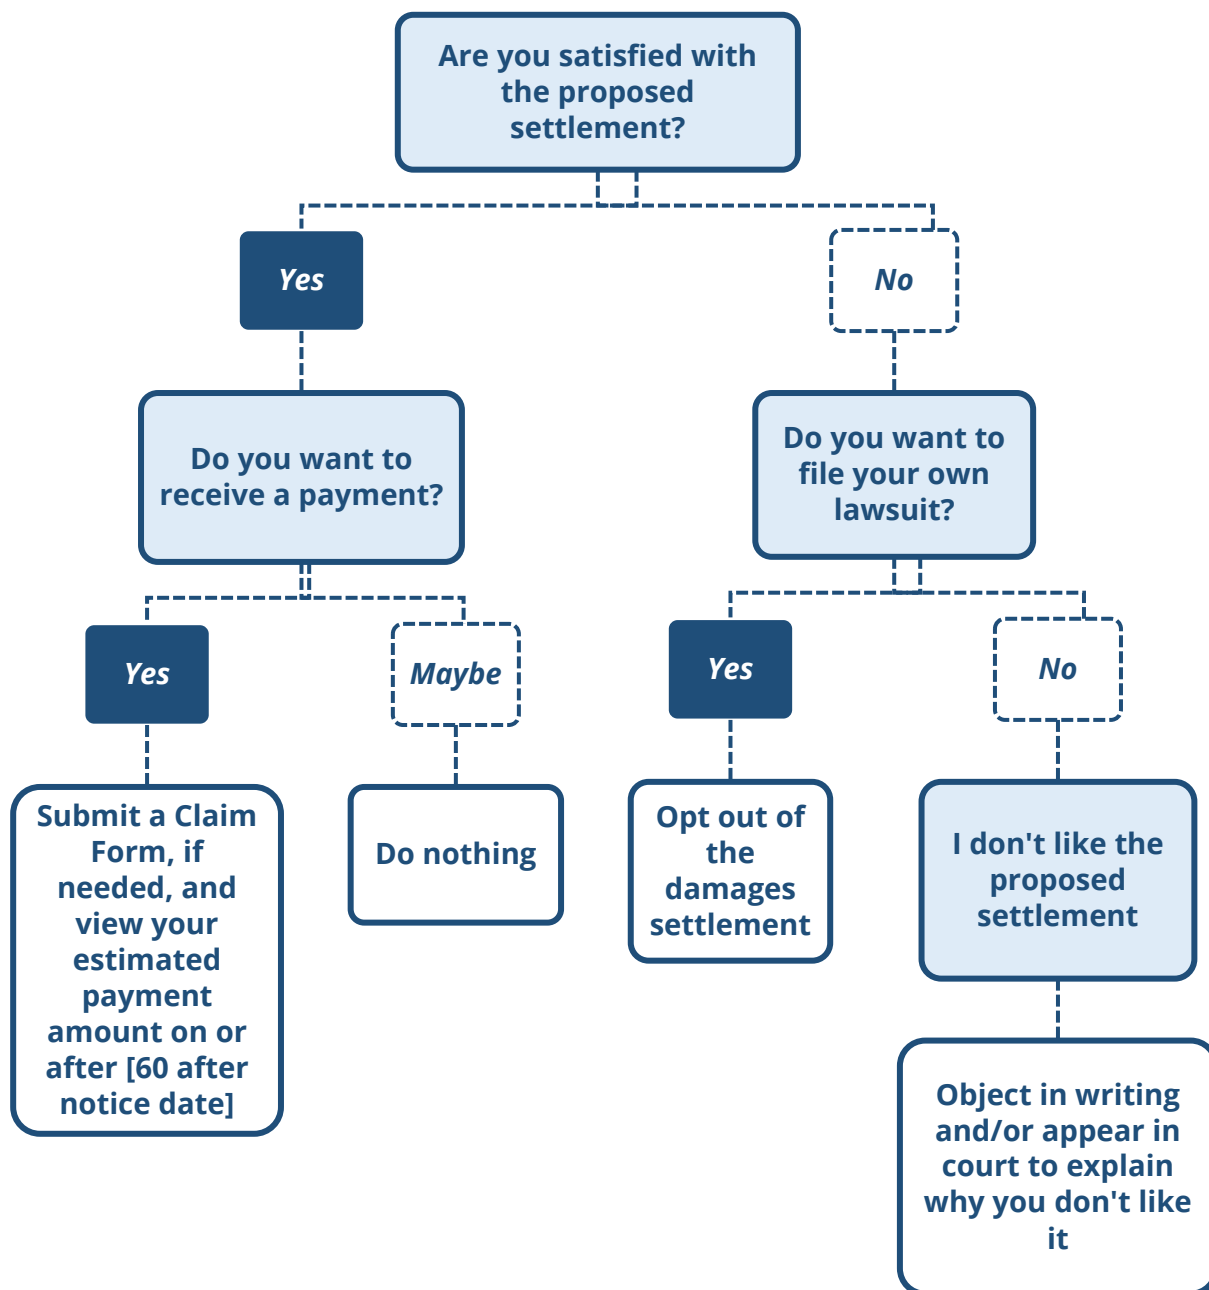 Are you satisfied with
the proposed
settlement?
Yes
No
Do you want to
receive a payment?
Do you want to
file your own
lawsuit?
Yes
Maybe
Yes
No
Submit a Claim
Form, if
needed, and
view your
estimated
payment
amount on or
after [60 after
notice date]
Do nothing
Opt out of
the
damages
settlement
I don't like the
proposed
settlement
Object in writing
and/or appear in
court to explain
why you don't like
it